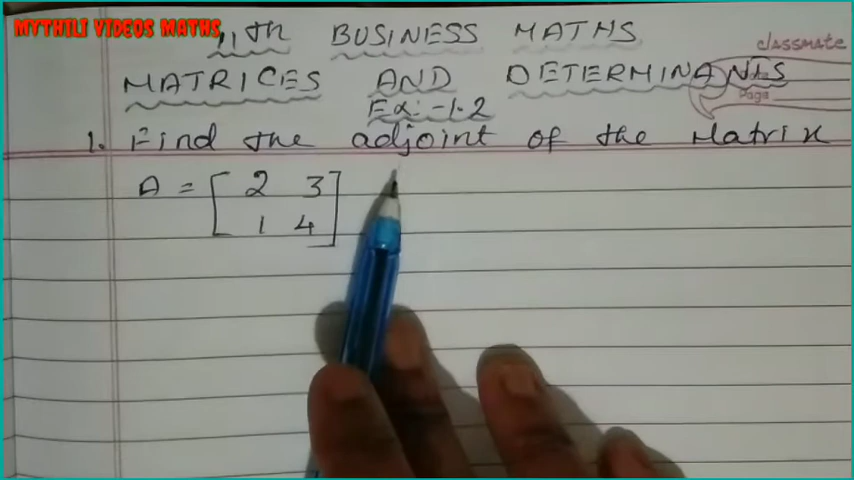 MYTHILI VIDEOS MATHS
11th BUSINESS MATHS
classmate
MATRICES AND DETERMINANTS
Ex:-1.2
Page
1. Find the adjoint of the Matrix
A = [ 2 3
1 4 ]